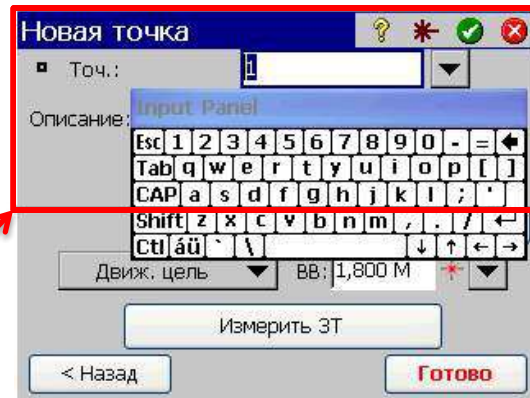 Новая точка
Точ.: 1
Описание:
Input Panel
Esc 1 2 3 4 5 6 7 8 9 0 - =
Tab q w e r t y u i o p [ ]
CAP a s d f g h j k l ; '
Shift z x c v b n m , . /
Ctl áü ` \
Движ. цель ВВ: 1,800 М
Измерить ЗТ
< Назад Готово